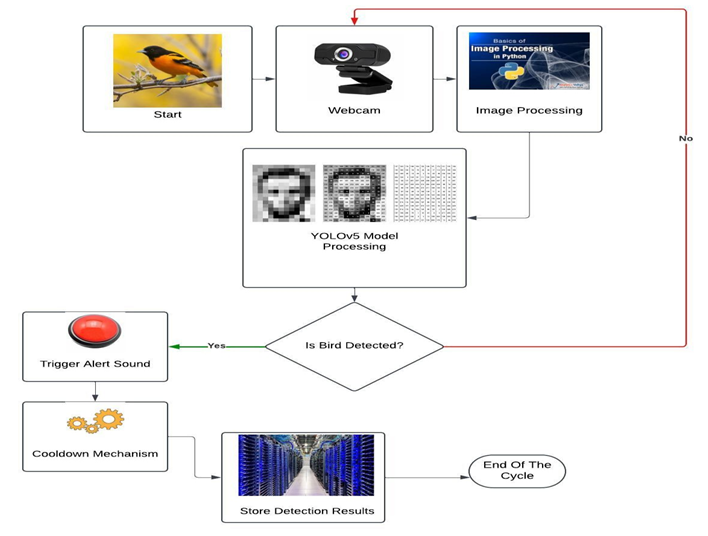 Start
Webcam
Basics of
Image Processing
in Python
Image Processing
No
YOLOv5 Model
Processing
Is Bird Detected?
Yes
Trigger Alert Sound
Cooldown Mechanism
Store Detection Results
End Of The
Cycle